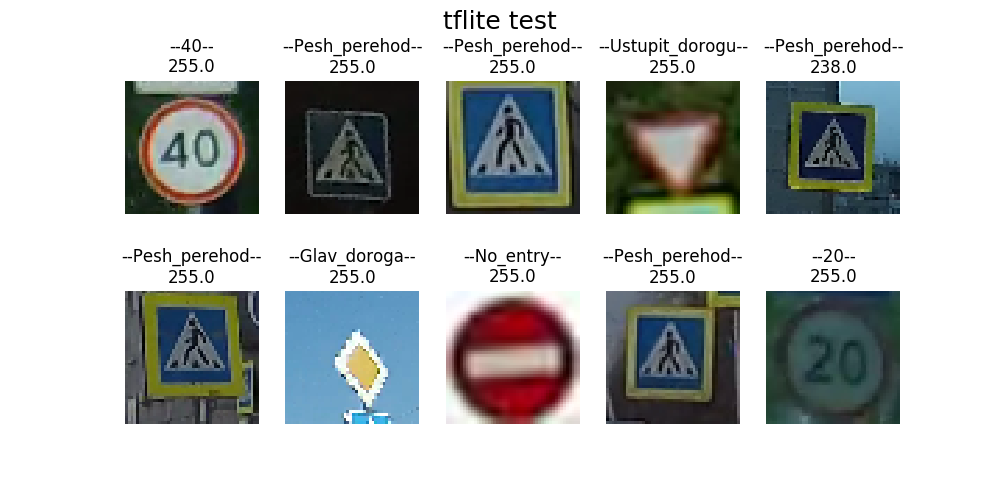 tflite test
--40--
255.0
--Pesh_perehod--
255.0
--Pesh_perehod--
255.0
--Ustupit_dorogu--
255.0
--Pesh_perehod--
238.0
40
--Pesh_perehod--
255.0
--Glav_doroga--
255.0
--No_entry--
255.0
--Pesh_perehod--
255.0
--20--
255.0
20